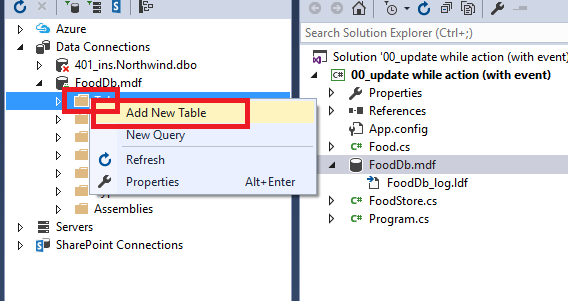 Azure
Data Connections
401_ins.Northwind.dbo
FoodDb.mdf
Add New Table
New Query
Refresh
Properties Alt+Enter
Assemblies
Servers
SharePoint Connections
Solution Explorer
Search Solution Explorer (Ctrl+;)
Solution '00_update while action (with event)
00_update while action (with event)
Properties
References
App.config
Food.cs
FoodDb.mdf
FoodDb_log.ldf
FoodStore.cs
Program.cs